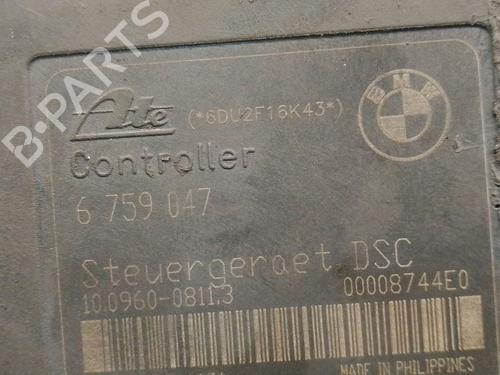 B-PARTS
Ate (*6DU2F16K43*)
BMW
Controller
6 759 047
Steuergeraet DSC
10.0960-0811.3 00008744E0
MADE IN PHILIPPINES